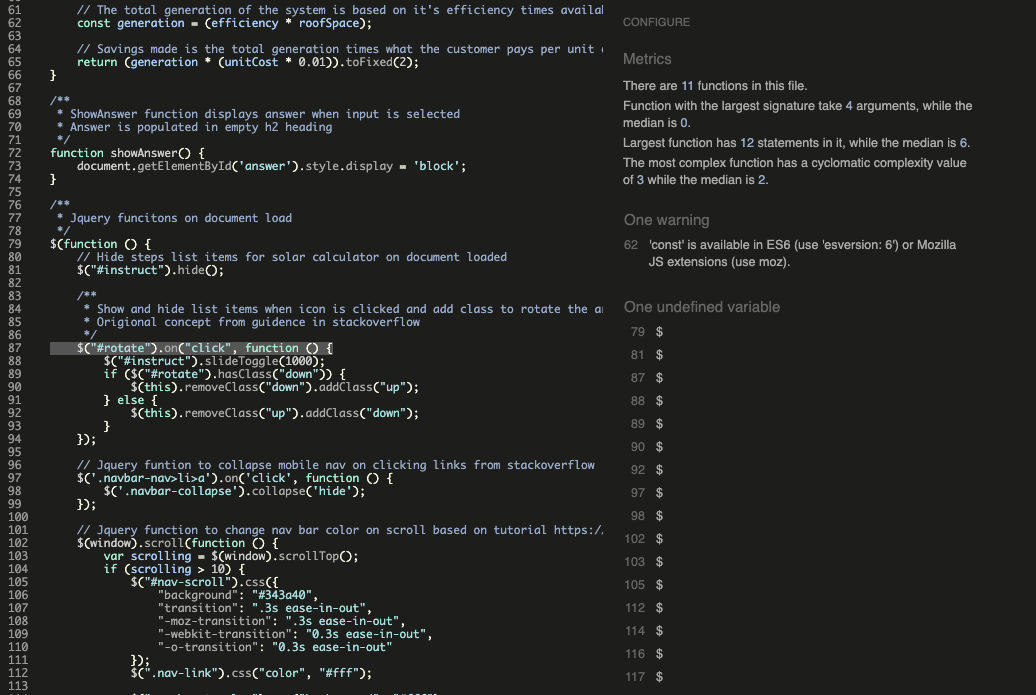 61 // The total generation of the system is based on it's efficiency times availal
62 const generation = (efficiency * roofSpace);
63
64 // Savings made is the total generation times what the customer pays per unit
65 return (generation * (unitCost * 0.01)).toFixed(2);
66 }
67
68 /**
69 * ShowAnswer function displays answer when input is selected
70 * Answer is populated in empty h2 heading
71 */
72 function showAnswer() {
73 document.getElementById('answer').style.display = 'block';
74 }
75
76 /**
77 * Jquery funcitons on document load
78 */
79 $(function () {
80 // Hide steps list items for solar calculator on document loaded
81 $("#instruct").hide();
82
83 /**
84 * Show and hide list items when icon is clicked and add class to rotate the
85 * Origional concept from guidence in stackoverflow
86 */
87 $("#rotate").on("click", function () {
88 $("#instruct").slideToggle(1000);
89 if ($("#rotate").hasClass("down")) {
90 $(this).removeClass("down").addClass("up");
91 } else {
92 $(this).removeClass("up").addClass("down");
93 }
94 });
95
96 // Jquery funtion to collapse mobile nav on clicking links from stackoverflow
97 $('.navbar-nav>li>a').on('click', function () {
98 $('.navbar-collapse').collapse('hide');
99 });
100
101 // Jquery function to change nav bar color on scroll based on tutorial https:/
102 $(window).scroll(function () {
103 var scrolling = $(window).scrollTop();
104 if (scrolling > 10) {
105 $("#nav-scroll").css({
106 "background": "#343a40",
107 "transition": ".3s ease-in-out",
108 "-moz-transition": ".3s ease-in-out",
109 "-webkit-transition": "0.3s ease-in-out",
110 "-o-transition": "0.3s ease-in-out"
111 });
112 $(".nav-link").css("color", "#fff");
113
CONFIGURE
Metrics
There are 11 functions in this file.
Function with the largest signature take 4 arguments, while the
median is 0.
Largest function has 12 statements in it, while the median is 6.
The most complex function has a cyclomatic complexity value
of 3 while the median is 2.
One warning
62 'const' is available in ES6 (use 'esversion: 6') or Mozilla
JS extensions (use moz).
One undefined variable
79 $
81 $
87 $
88 $
89 $
90 $
92 $
97 $
98 $
102 $
103 $
105 $
112 $
114 $
116 $
117 $